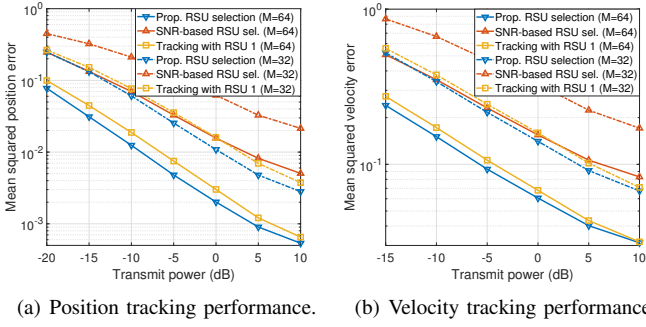 Mean squared position error
10^0
10^-1
10^-2
10^-3
Prop. RSU selection (M=64)
SNR-based RSU sel. (M=64)
Tracking with RSU 1 (M=64)
Prop. RSU selection (M=32)
SNR-based RSU sel. (M=32)
Tracking with RSU 1 (M=32)
-20 -15 -10 -5 0 5 10
Transmit power (dB)
(a) Position tracking performance.
Mean squared velocity error
10^0
10^-1
Prop. RSU selection (M=64)
SNR-based RSU sel. (M=64)
Tracking with RSU 1 (M=64)
Prop. RSU selection (M=32)
SNR-based RSU sel. (M=32)
Tracking with RSU 1 (M=32)
-15 -10 -5 0 5 10
Transmit power (dB)
(b) Velocity tracking performance